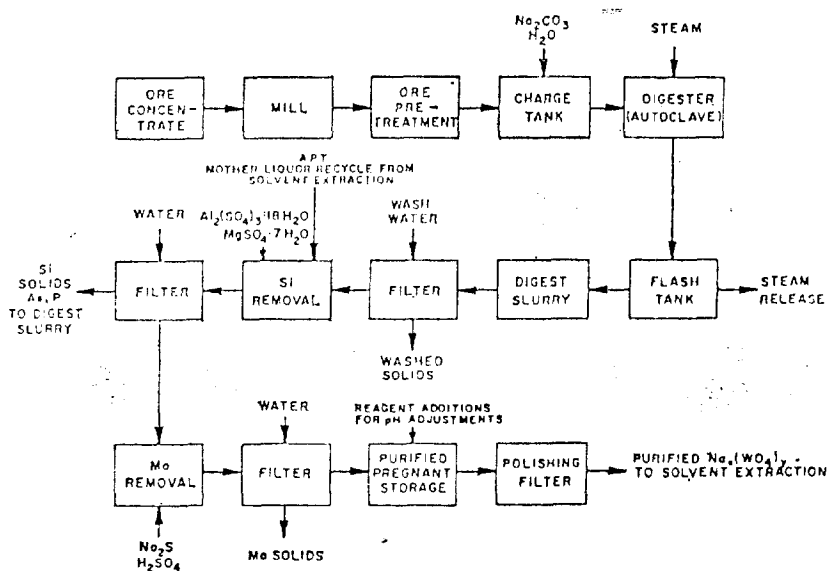 Na2CO3
H2O
STEAM
ORE
CONCEN-
TRATE
MILL
ORE
PRE-
TREATMENT
CHARGE
TANK
DIGESTER
(AUTOCLAVE)
A.P.T.
MOTHER LIQUOR RECYCLE FROM
SOLVENT EXTRACTION
WATER
Al2(SO4)3·18H2O
MgSO4·7H2O
WASH
WATER
SI
SOLIDS
As, P
TO DIGEST
SLURRY
FILTER
SI
REMOVAL
FILTER
DIGEST
SLURRY
FLASH
TANK
STEAM
RELEASE
WASHED
SOLIDS
WATER
REAGENT ADDITIONS
FOR pH ADJUSTMENTS
Mo
REMOVAL
FILTER
PURIFIED
PREGNANT
STORAGE
POLISHING
FILTER
PURIFIED Nax(WO4)y
TO SOLVENT EXTRACTION
Na2S
H2SO4
Mo SOLIDS